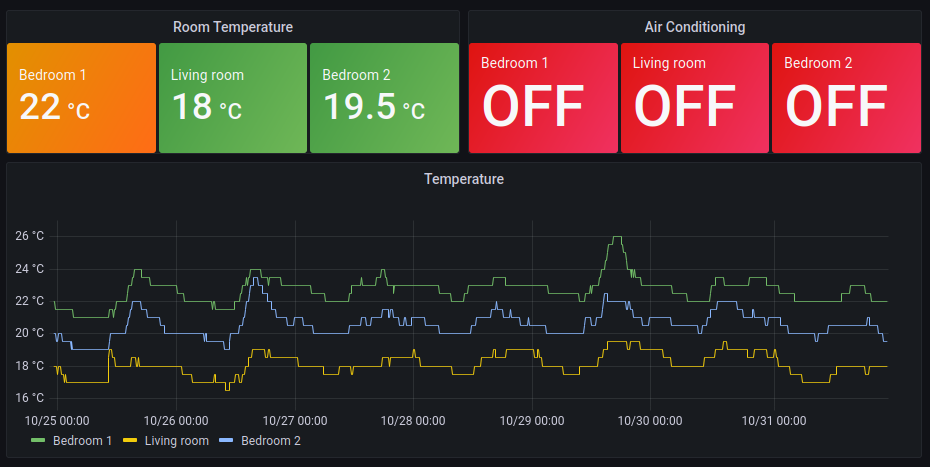 Room Temperature
Air Conditioning
Bedroom 1
22 °C
Living room
18 °C
Bedroom 2
19.5 °C
Bedroom 1
OFF
Living room
OFF
Bedroom 2
OFF
Temperature
26 °C
24 °C
22 °C
20 °C
18 °C
16 °C
10/25 00:00 10/26 00:00 10/27 00:00 10/28 00:00 10/29 00:00 10/30 00:00 10/31 00:00
Bedroom 1 Living room Bedroom 2